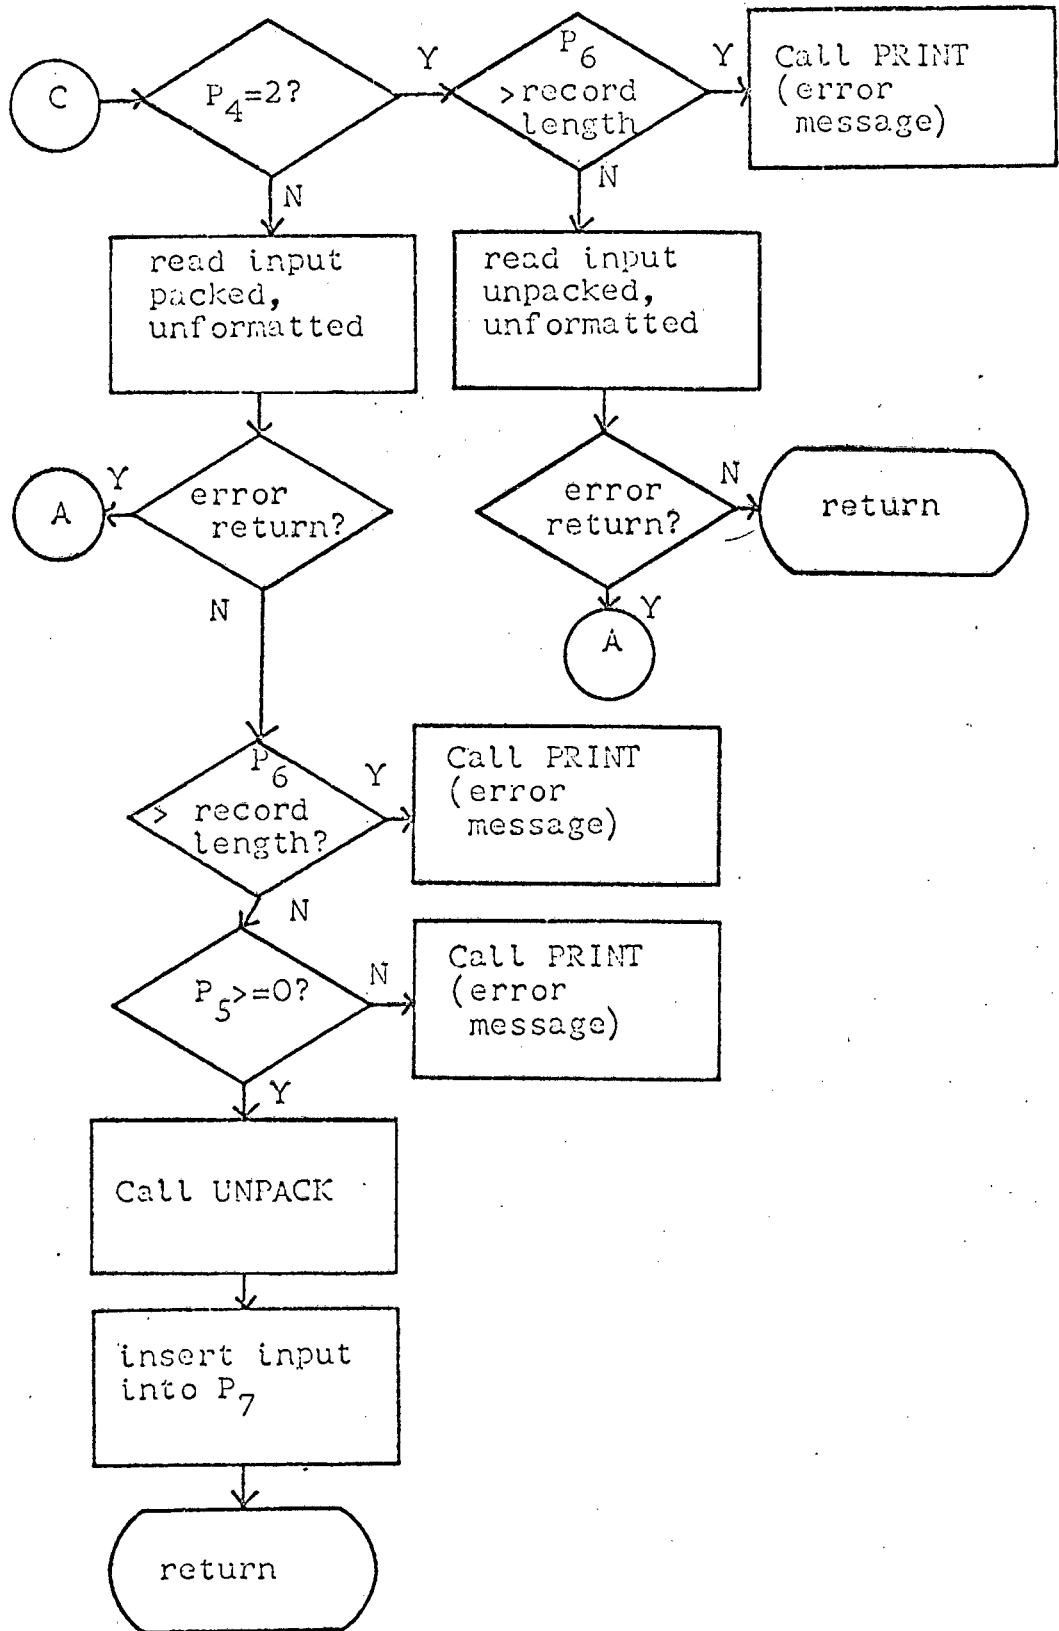 C
P4=2?
Y
P6
>record
length
Y
Call PRINT
(error
message)
N
N
read input
packed,
unformatted
read input
unpacked,
unformatted
A
Y
error
return?
N
error
return?
N
return
Y
A
P6
> record
length?
Y
Call PRINT
(error
message)
N
P5>=0?
N
Call PRINT
(error
message)
Y
Call UNPACK
insert input
into P7
return